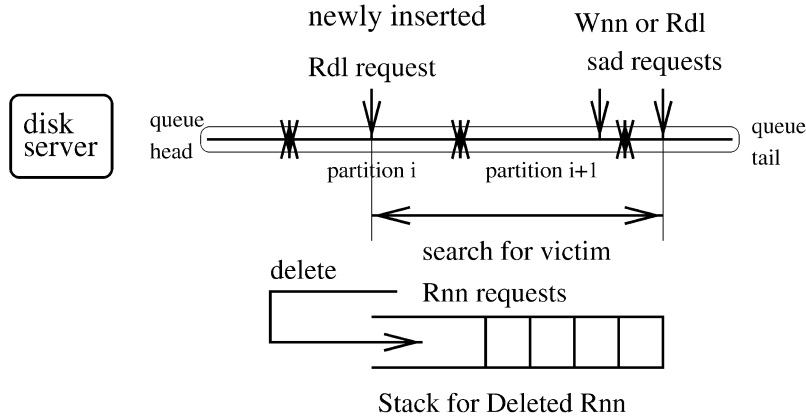 newly inserted
Rdl request
Wnn or Rdl
sad requests
disk
server
queue
head
queue
tail
partition i
partition i+1
search for victim
Rnn requests
delete
Stack for Deleted Rnn